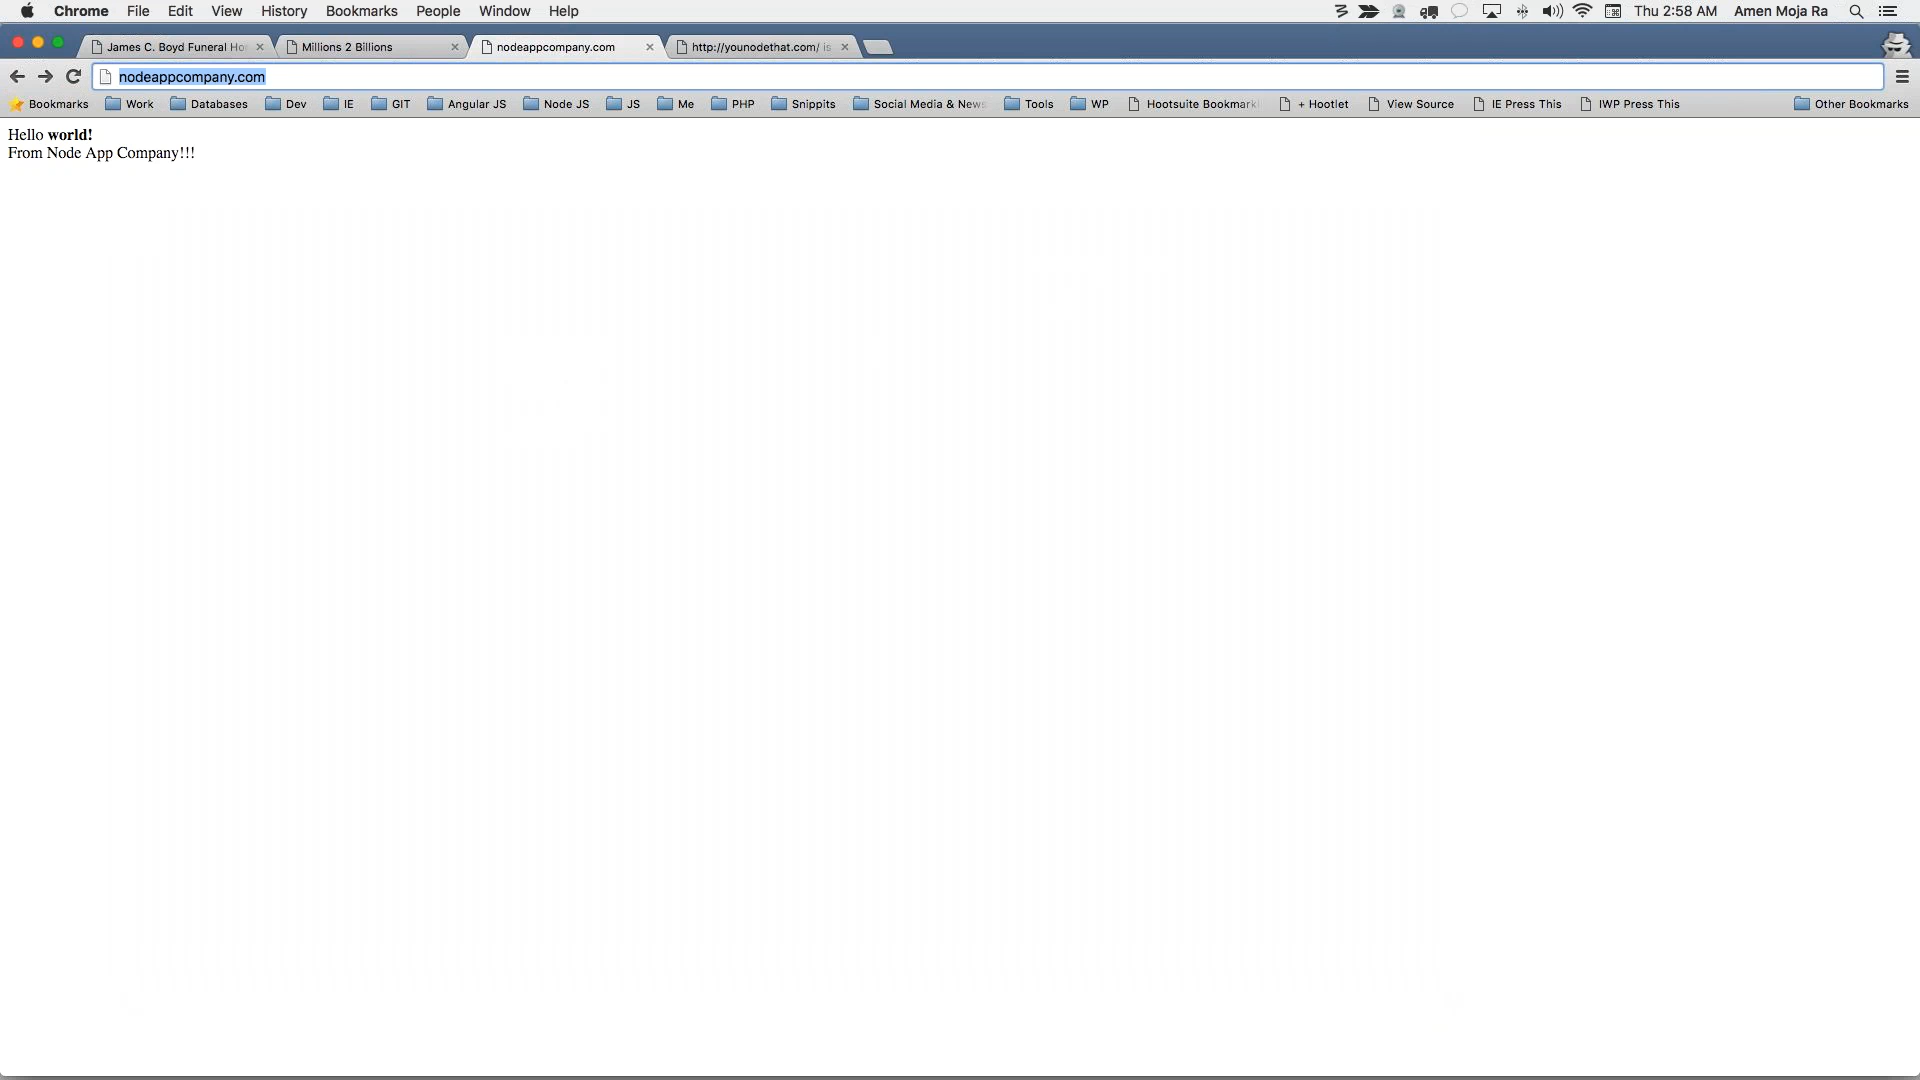 Chrome File Edit View History Bookmarks People Window Help Thu 2:58 AM Amen Moja Ra
James C. Boyd Funeral Ho Millions 2 Billions nodeappcompany.com http://younodethat.com/ is
nodeappcompany.com
Bookmarks Work Databases Dev IE GIT Angular JS Node JS JS Me PHP Snippits Social Media & News Tools WP Hootsuite Bookmark + Hootlet View Source IE Press This IWP Press This Other Bookmarks
Hello world!
From Node App Company!!!